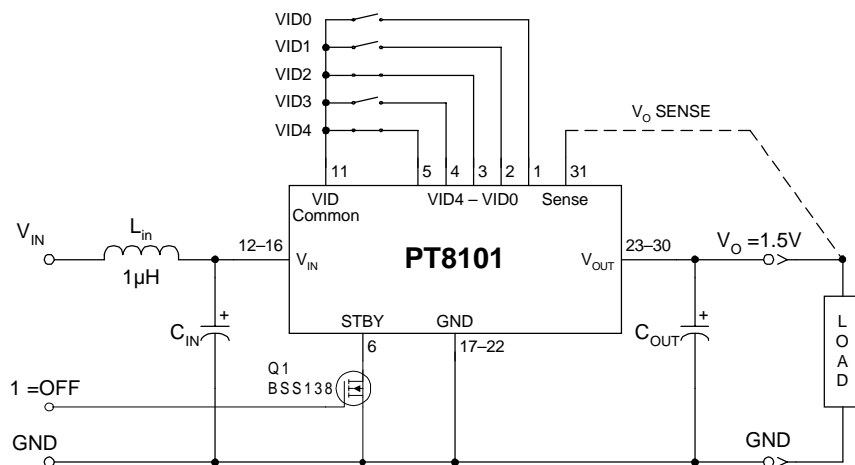 VID0
VID1
VID2
VID3
VID4
V_O SENSE
11
5
4
3
2
1
31
VID Common
VID4 – VID0
Sense
V_IN
L_in
1µH
12–16
V_IN
PT8101
V_OUT
23–30
V_O =1.5V
C_IN
+
STBY
GND
6
17–22
C_OUT
+
LOAD
Q1
BSS138
1 =OFF
GND
GND